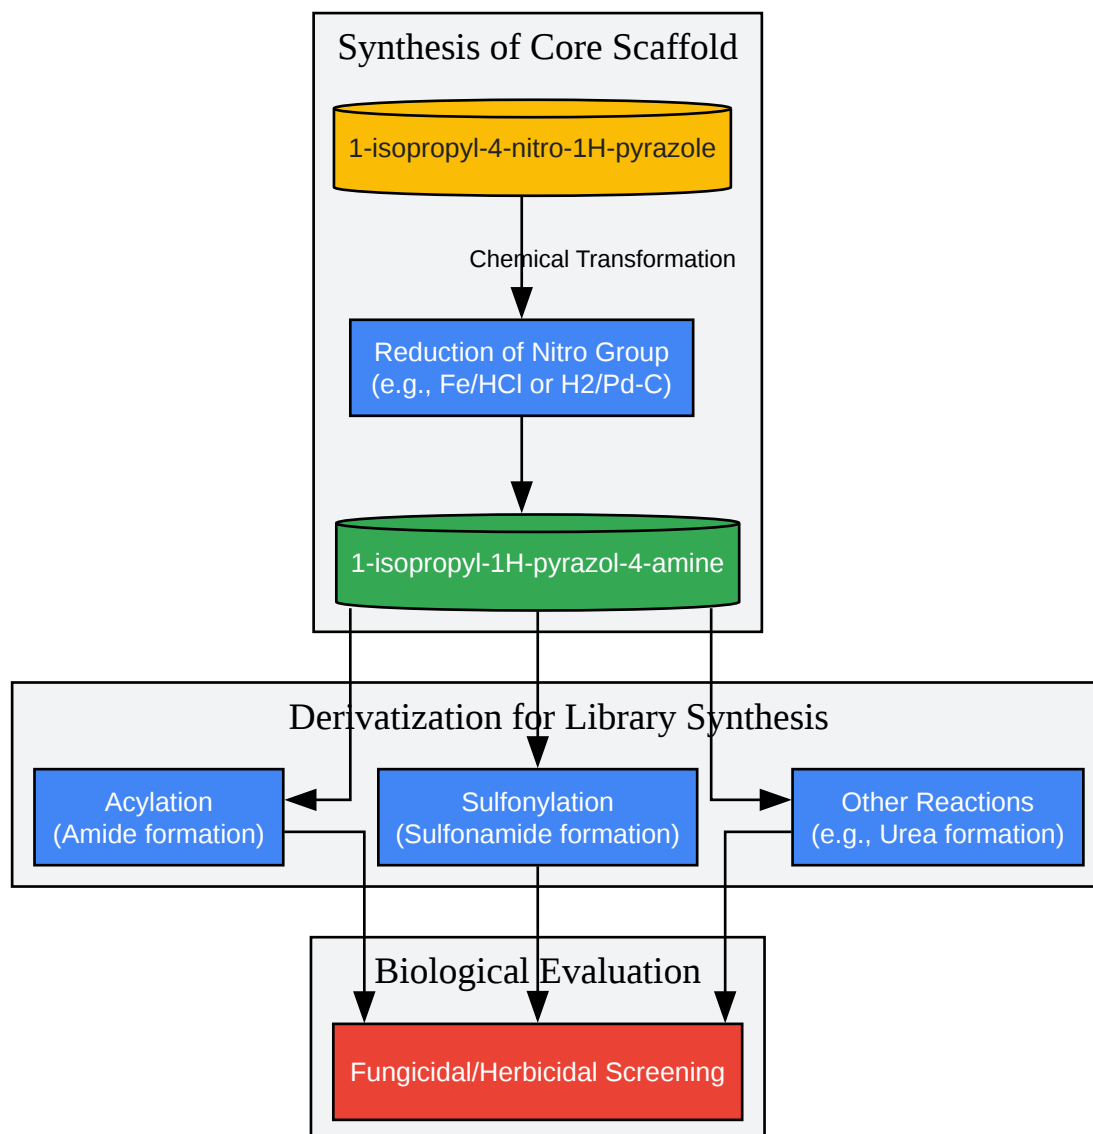 Synthesis of Core Scaffold
1-isopropyl-4-nitro-1H-pyrazole
Chemical Transformation
Reduction of Nitro Group
(e.g., Fe/HCl or H2/Pd-C)
1-isopropyl-1H-pyrazol-4-amine
Derivatization for Library Synthesis
Acylation
(Amide formation)
Sulfonylation
(Sulfonamide formation)
Other Reactions
(e.g., Urea formation)
Biological Evaluation
Fungicidal/Herbicidal Screening